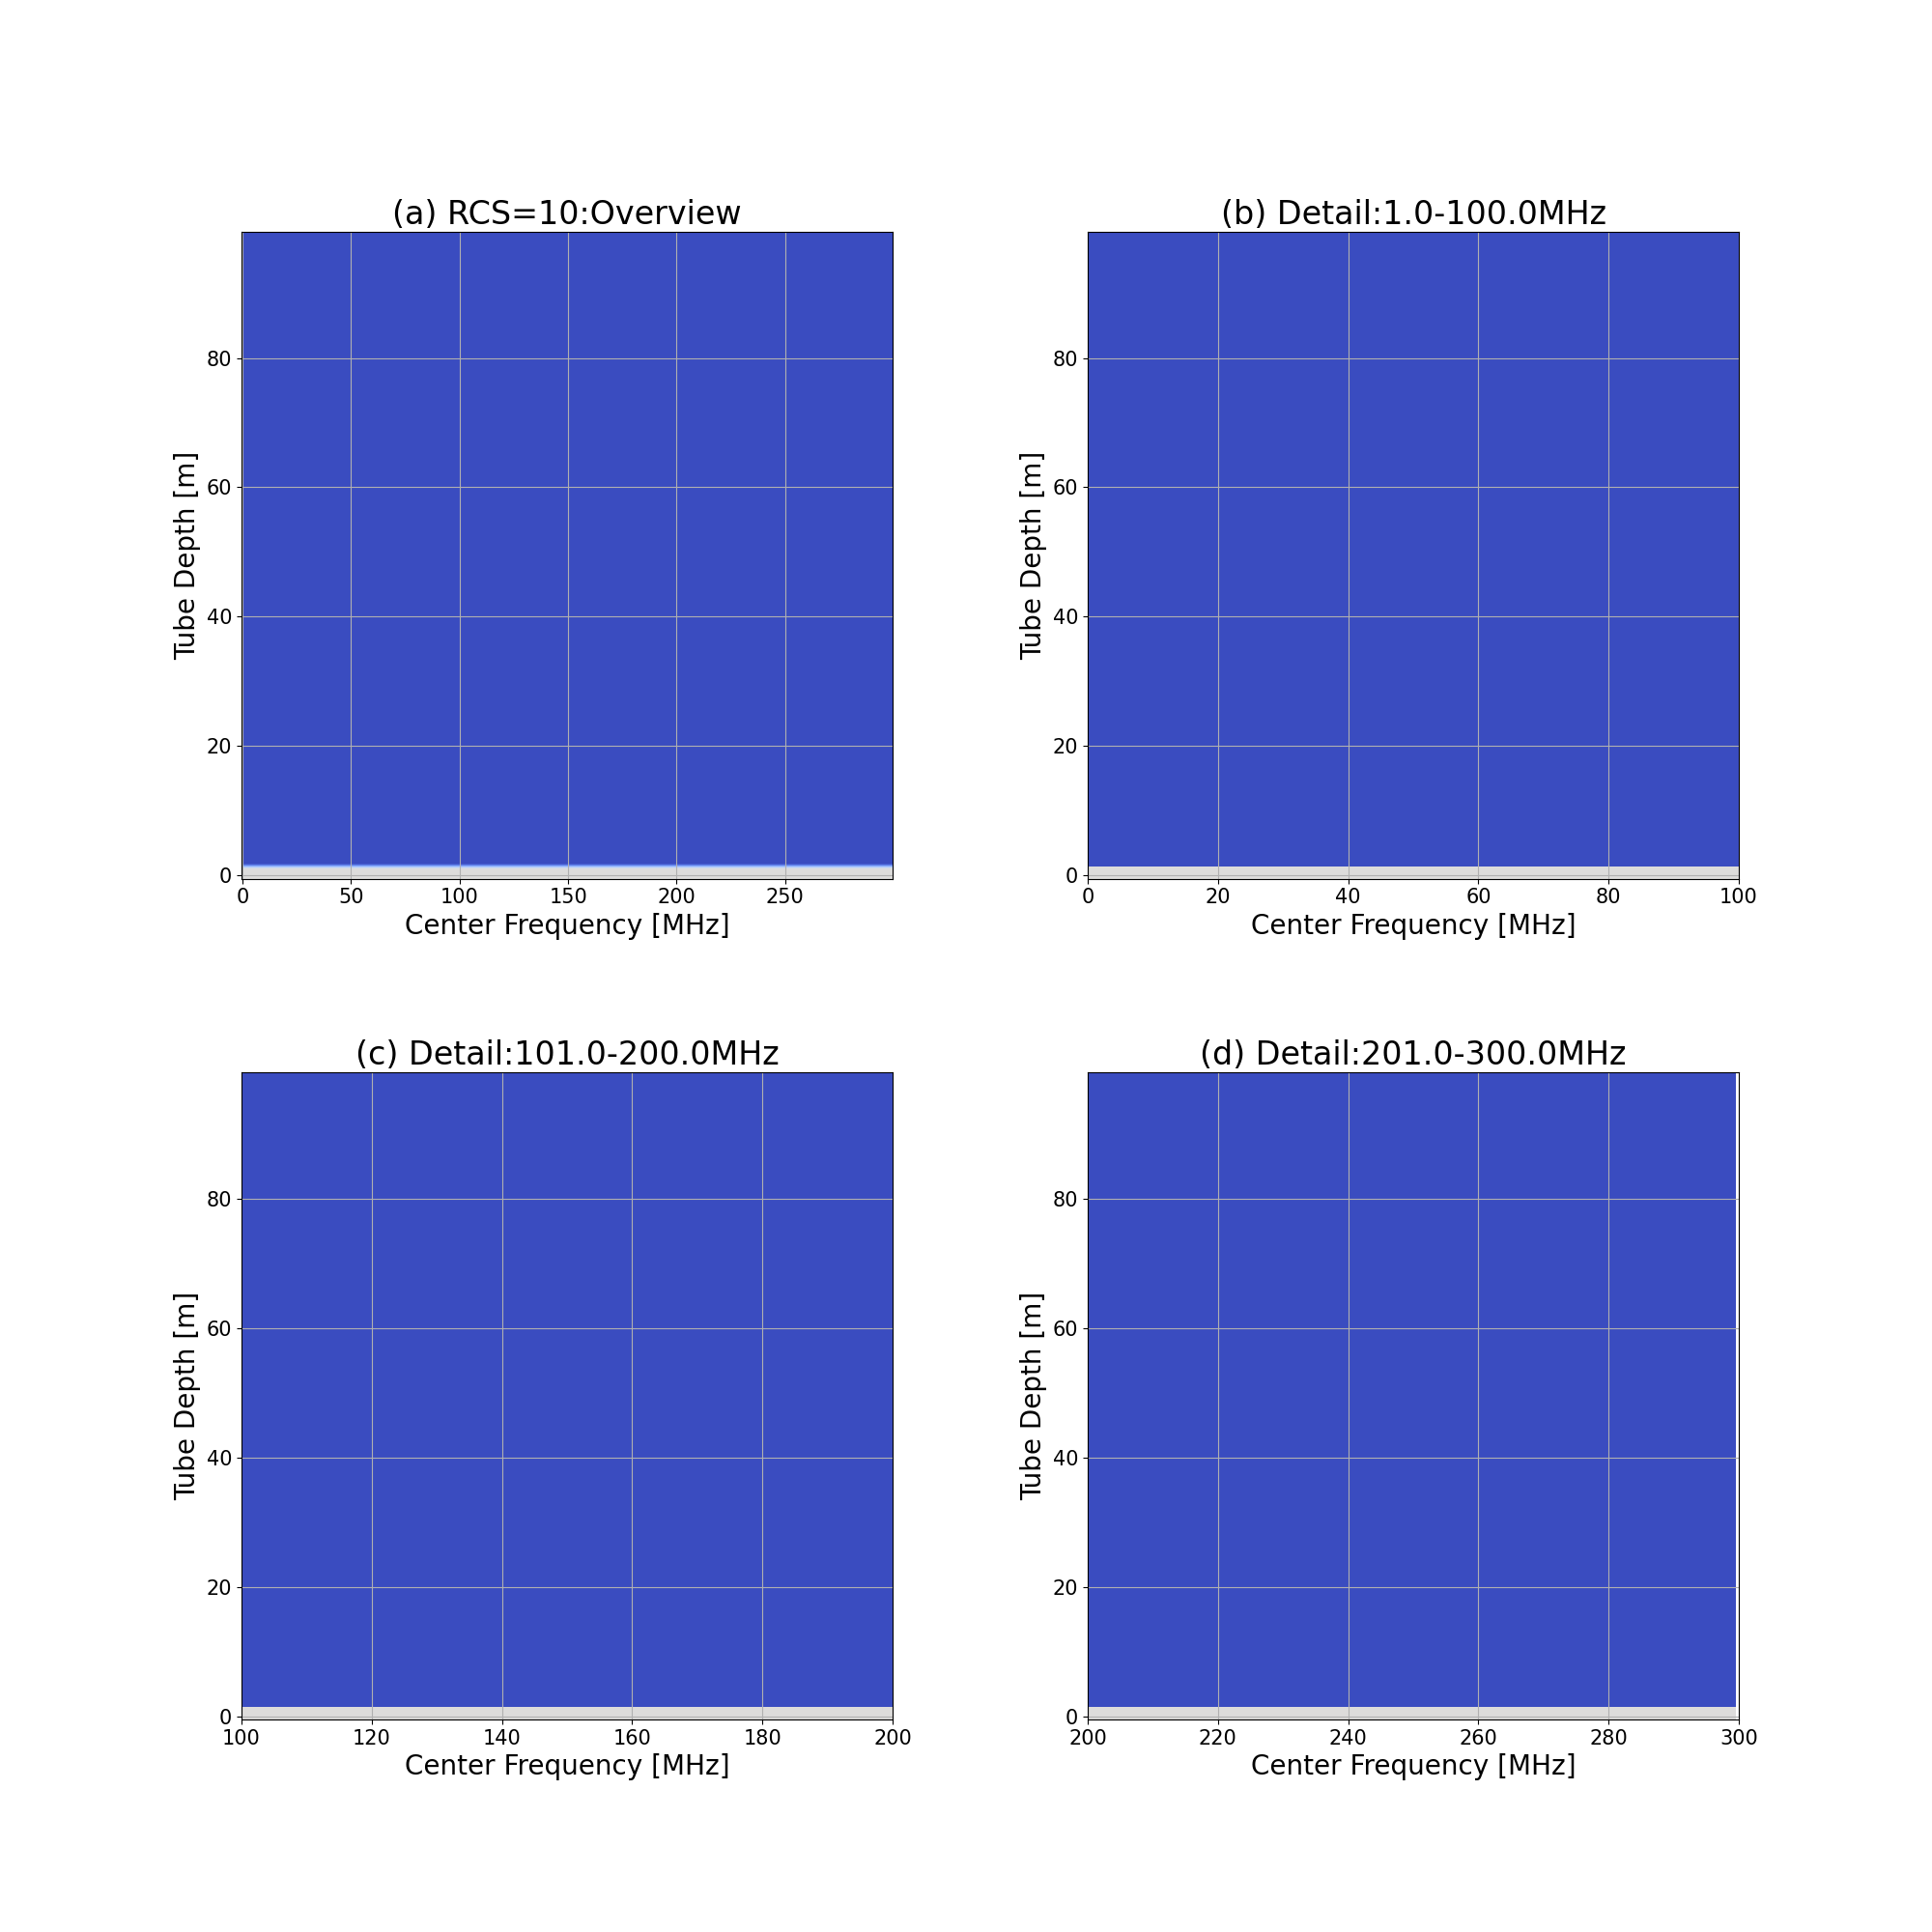 (a) RCS=10:Overview
80
60
40
20
0
Tube Depth [m]
0 50 100 150 200 250
Center Frequency [MHz]
(b) Detail:1.0-100.0MHz
80
60
40
20
0
Tube Depth [m]
0 20 40 60 80 100
Center Frequency [MHz]
(c) Detail:101.0-200.0MHz
80
60
40
20
0
Tube Depth [m]
100 120 140 160 180 200
Center Frequency [MHz]
(d) Detail:201.0-300.0MHz
80
60
40
20
0
Tube Depth [m]
200 220 240 260 280 300
Center Frequency [MHz]